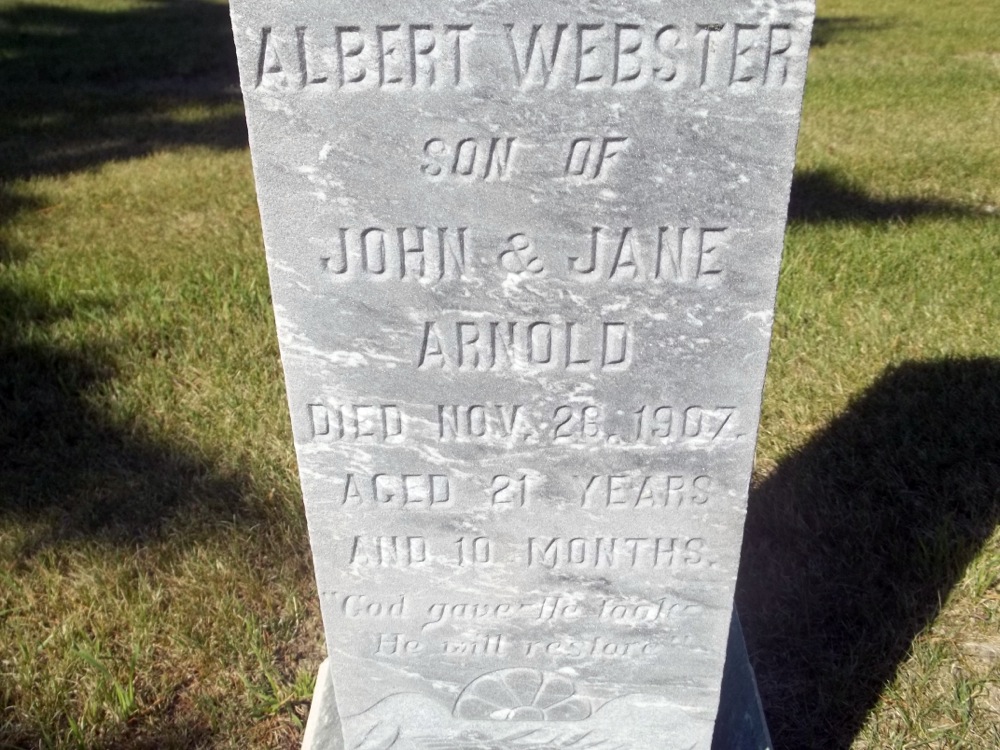 ALBERT WEBSTER
SON OF
JOHN & JANE
ARNOLD
DIED NOV. 28, 1907.
AGED 21 YEARS
AND 10 MONTHS.
"God gave-He took-
He will restore"